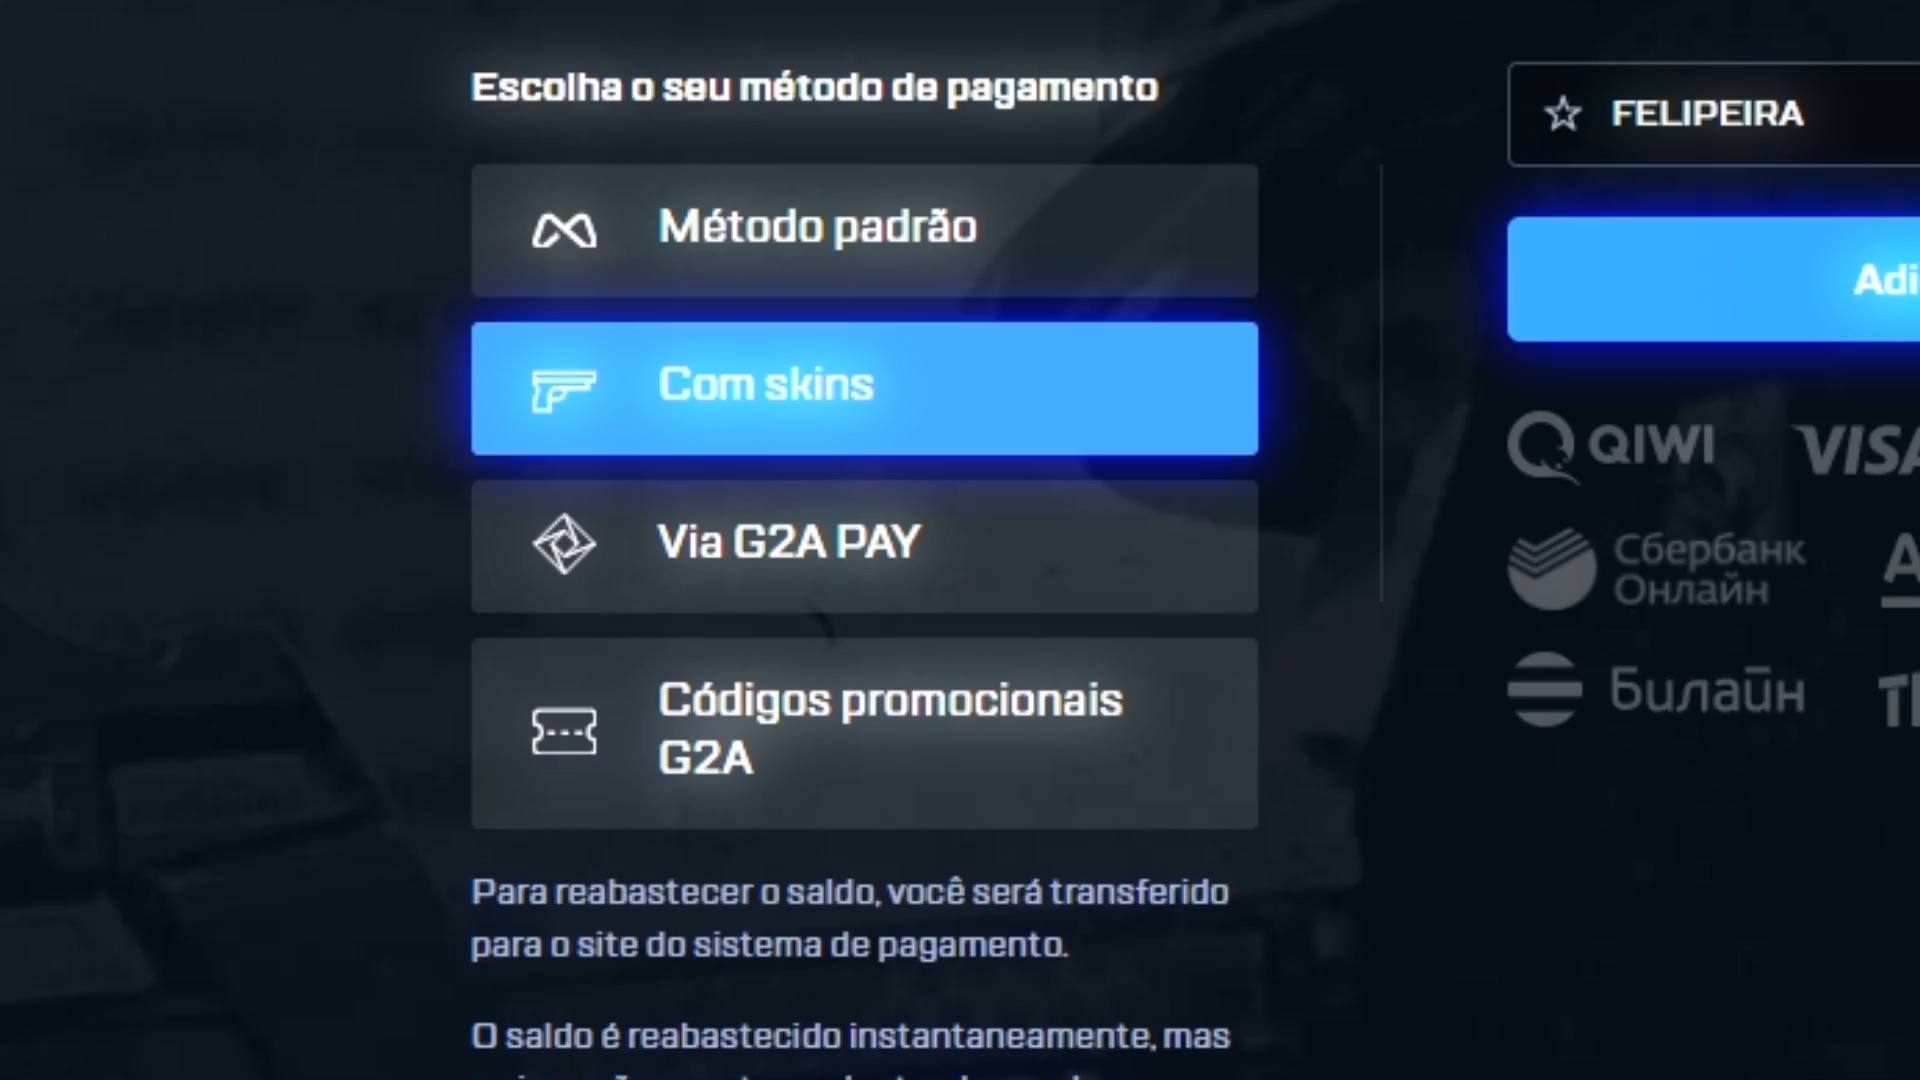 Escolha o seu método de pagamento
Método padrão
Com skins
Via G2A PAY
Códigos promocionais
G2A
Para reabastecer o saldo, você será transferido
para o site do sistema de pagamento.
O saldo é reabastecido instantaneamente, mas
FELIPEIRA
QIWI
VISA
Сбербанк
Онлайн
Билайн